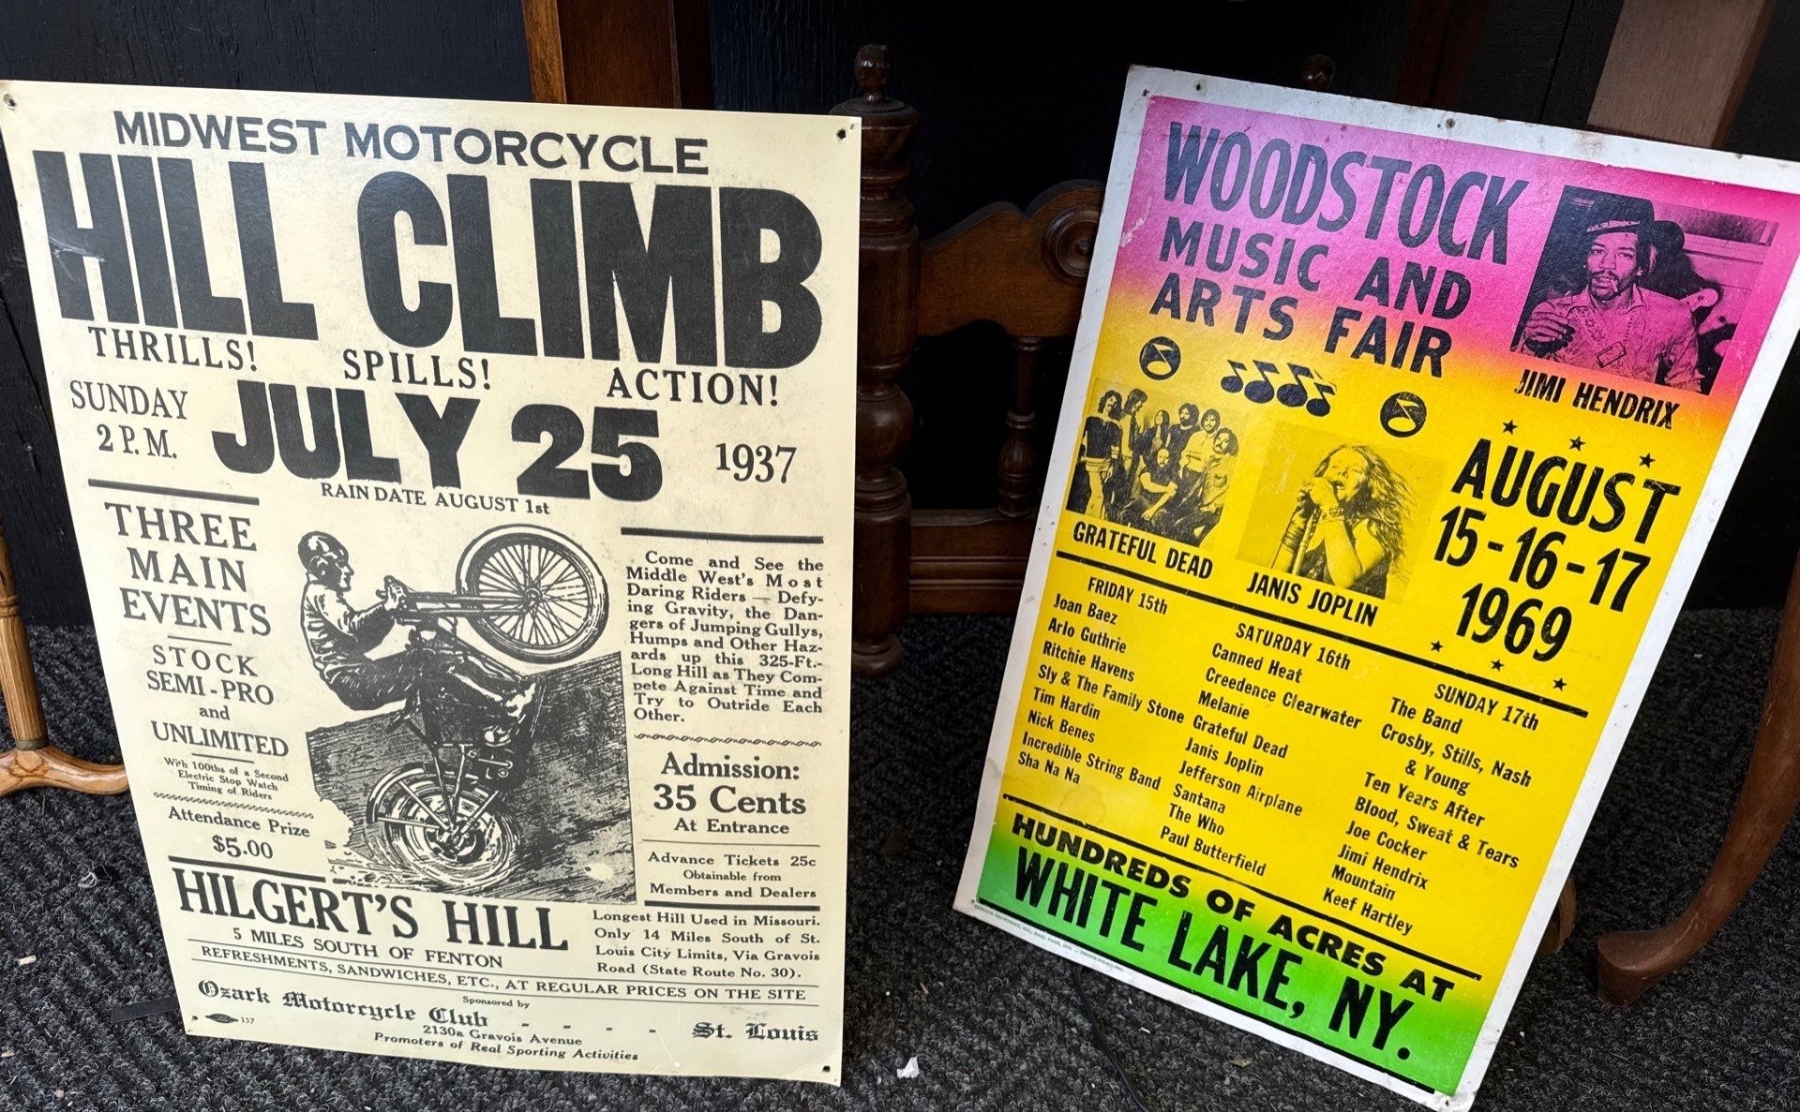 MIDWEST MOTORCYCLE
HILL CLIMB
THRILLS! SPILLS! ACTION!
SUNDAY
2 P.M.
JULY 25
1937
RAIN DATE AUGUST 1st
THREE
MAIN
EVENTS
STOCK
SEMI-PRO
and
UNLIMITED
With 100ths of a Second
Electric Stop Watch
Timing of Riders
Attendance Prize
$5.00
Come and See the
Middle West's Most
Daring Riders — Defy-
ing Gravity, the Dan-
gers of Jumping Gullys,
Humps and Other Haz-
ards up this 325-Ft.-
Long Hill as They Com-
pete Against Time and
Try to Outride Each
Other.
Admission:
35 Cents
At Entrance
Advance Tickets 25c
Obtainable from
Members and Dealers
HILGERT'S HILL
5 MILES SOUTH OF FENTON
Longest Hill Used in Missouri.
Only 14 Miles South of St.
Louis City Limits, Via Gravois
Road (State Route No. 30).
REFRESHMENTS, SANDWICHES, ETC., AT REGULAR PRICES ON THE SITE
Sponsored by
Ozark Motorcycle Club - - - - St. Louis
2130a Gravois Avenue
Promoters of Real Sporting Activities
137
WOODSTOCK
MUSIC AND
ARTS FAIR
JIMI HENDRIX
GRATEFUL DEAD
JANIS JOPLIN
AUGUST
15-16-17
1969
FRIDAY 15th
Joan Baez
Arlo Guthrie
Ritchie Havens
Sly & The Family Stone
Tim Hardin
Nick Benes
Incredible String Band
Sha Na Na
SATURDAY 16th
Canned Heat
Creedence Clearwater
Melanie
Grateful Dead
Janis Joplin
Jefferson Airplane
Santana
The Who
Paul Butterfield
SUNDAY 17th
The Band
Crosby, Stills, Nash
& Young
Ten Years After
Blood, Sweat & Tears
Joe Cocker
Jimi Hendrix
Mountain
Keef Hartley
HUNDREDS OF ACRES AT
WHITE LAKE, NY.